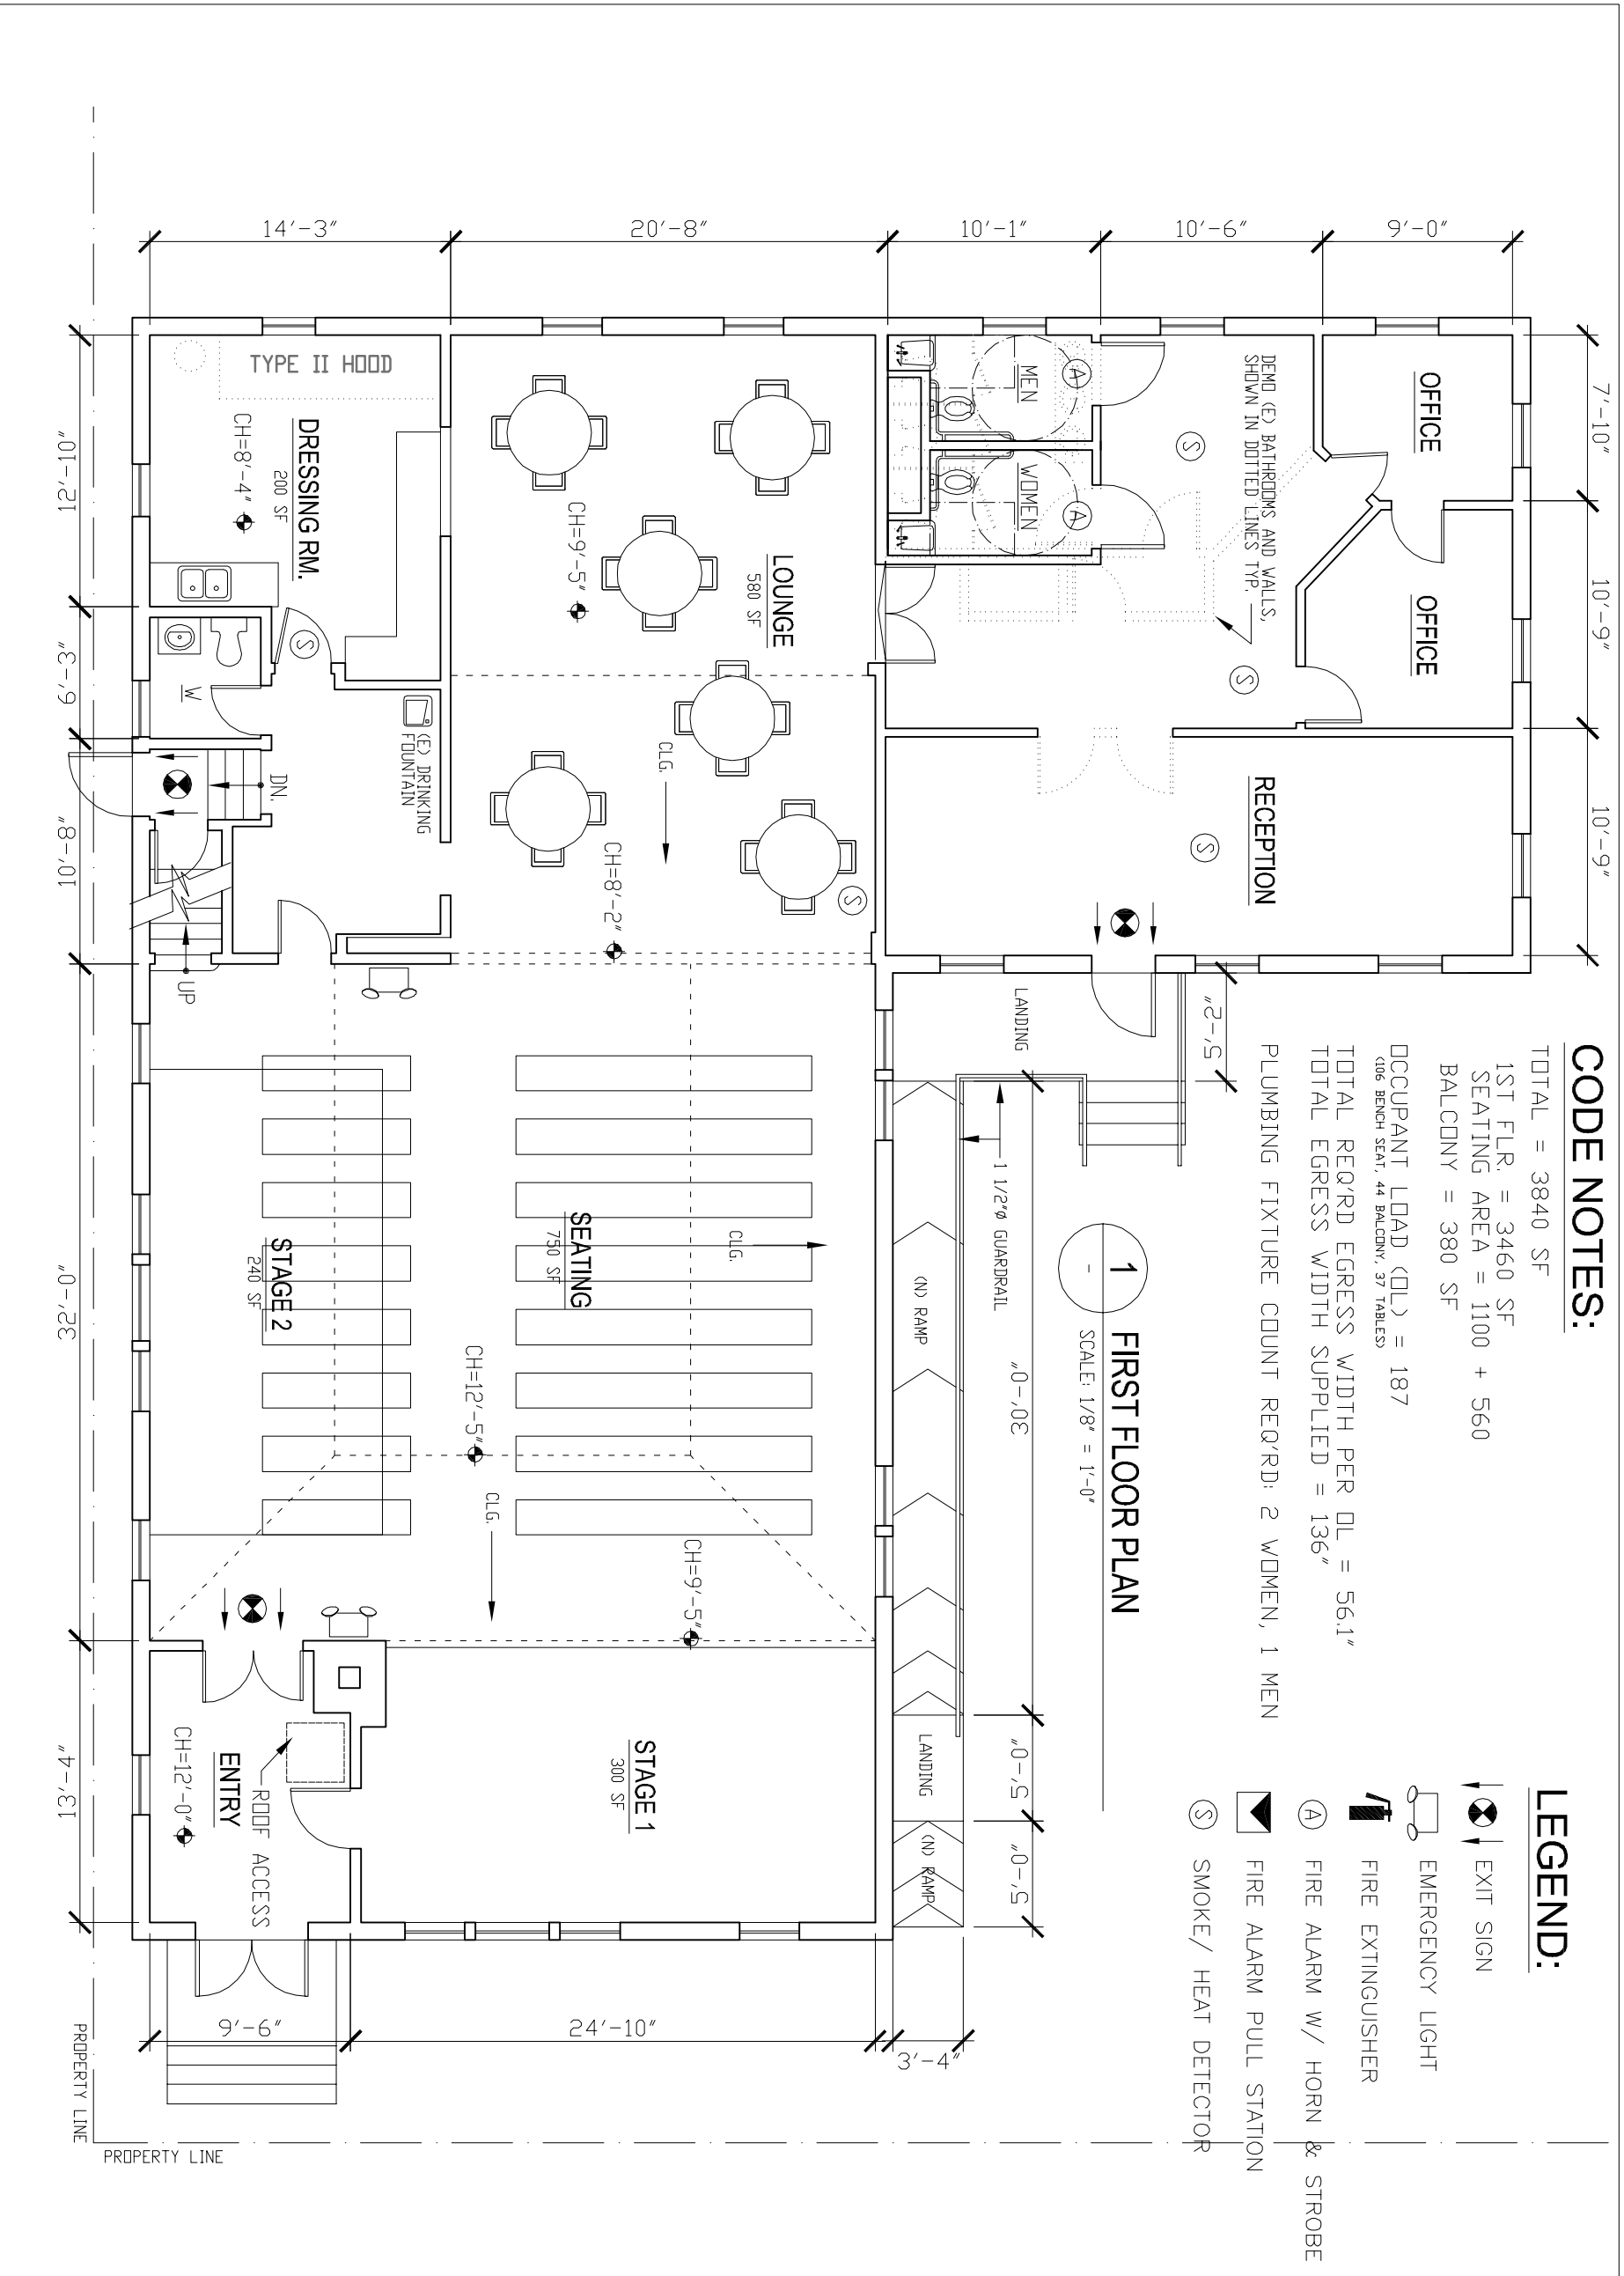 CODE NOTES:
TOTAL = 3840 SF
1ST FLR. = 3460 SF
SEATING AREA = 1100 + 560
BALCONY = 380 SF
OCCUPANT LOAD (OL) = 187
(106 BENCH SEAT, 44 BALCONY, 37 TABLES)
TOTAL REQ'RD EGRESS WIDTH PER OL = 56.1"
TOTAL EGRESS WIDTH SUPPLIED = 136"
PLUMBING FIXTURE COUNT REQ'RD: 2 WOMEN, 1 MEN
LEGEND:
EXIT SIGN
EMERGENCY LIGHT
FIRE EXTINGUISHER
A
FIRE ALARM W/ HORN & STROBE
FIRE ALARM PULL STATION
S
SMOKE/ HEAT DETECTOR
1
-
FIRST FLOOR PLAN
SCALE: 1/8" = 1'-0"
7'-10"
10'-9"
10'-9"
9'-0"
10'-6"
10'-1"
20'-8"
14'-3"
OFFICE
OFFICE
DEMO (E) BATHROOMS AND WALLS,
SHOWN IN DOTTED LINES TYP.
S
S
RECEPTION
S
MEN
A
WOMEN
A
5'-2"
LANDING
1 1/2"Ø GUARDRAIL
(N) RAMP
30'-0"
LANDING
5'-0"
(N) RAMP
5'-0"
3'-4"
LOUNGE
580 SF
CH=9'-5"
CLG.
CH=8'-2"
S
TYPE II HOOD
DRESSING RM.
200 SF
CH=8'-4"
S
W
(E) DRINKING
FOUNTAIN
DN.
UP
SEATING
750 SF
CLG.
STAGE 2
240 SF
CH=12'-5"
CLG.
CH=9'-5"
STAGE 1
300 SF
ENTRY
ROOF ACCESS
CH=12'-0"
24'-10"
9'-6"
12'-10"
6'-3"
10'-8"
32'-0"
13'-4"
PROPERTY LINE
PROPERTY LINE